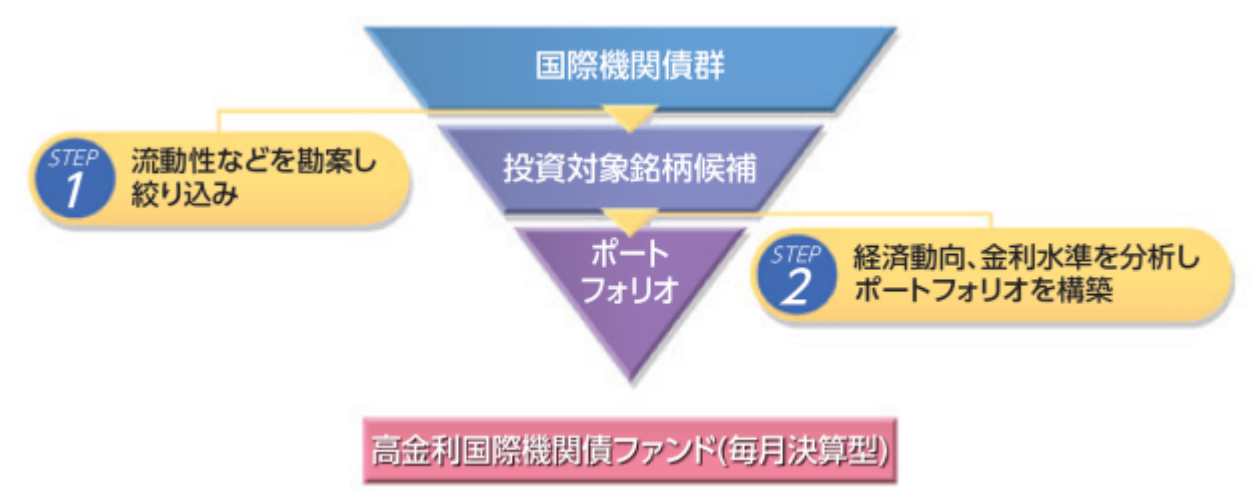 国際機関債群
STEP
1
流動性などを勘案し
絞り込み
投資対象銘柄候補
STEP
2
経済動向、金利水準を分析し
ポートフォリオを構築
ポート
フォリオ
高金利国際機関債ファンド(毎月決算型)